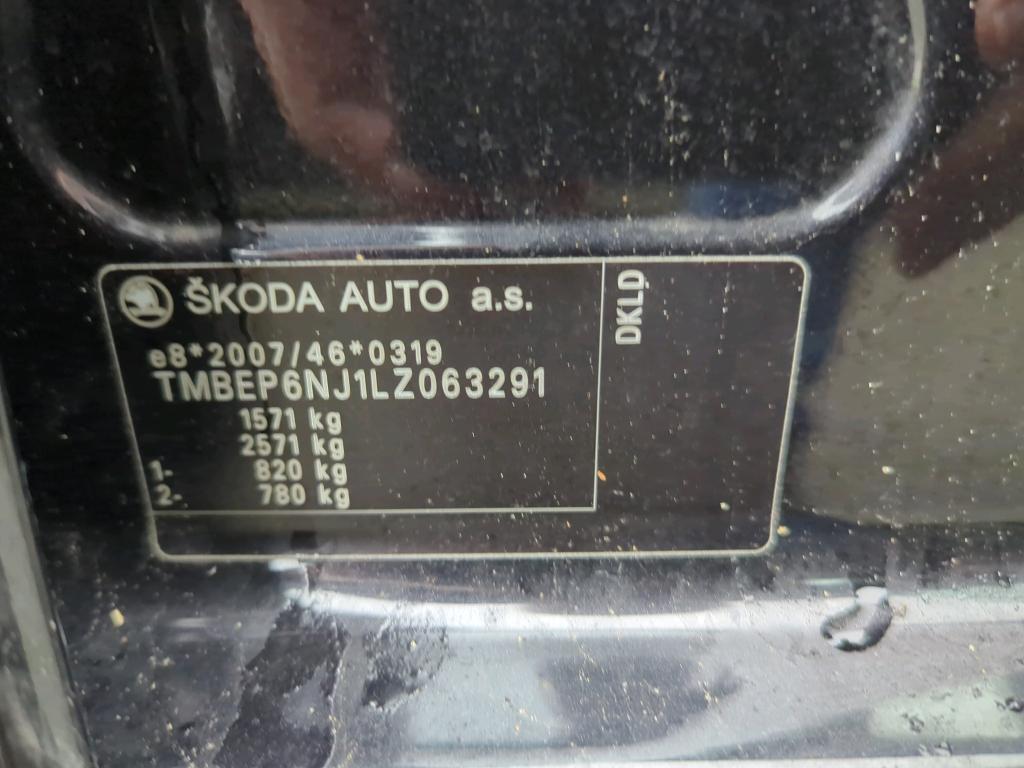 ŠKODA AUTO a.s.
DKLD
e8*2007/46*0319
TMBEP6NJ1LZ063291
1571 kg
2571 kg
1- 820 kg
2- 780 kg